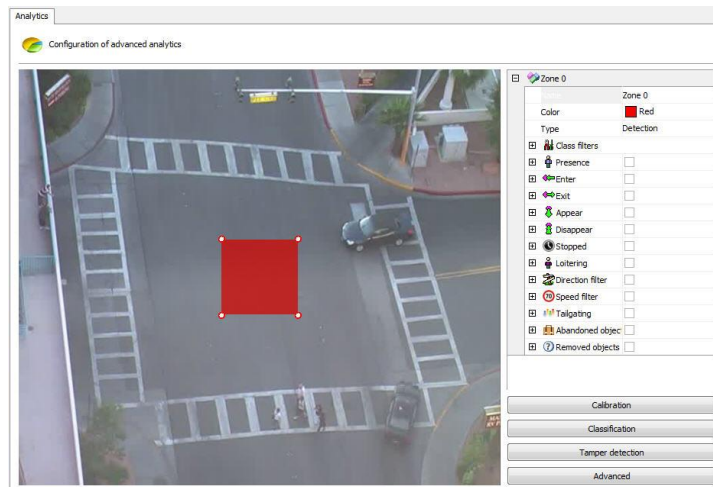 Analytics
Configuration of advanced analytics
Zone 0
Zone 0
Color Red
Type Detection
Class filters
Presence
Enter
Exit
Appear
Disappear
Stopped
Loitering
Direction filter
70 Speed filter
Tailgating
Abandoned objec
? Removed objects
Calibration
Classification
Tamper detection
Advanced